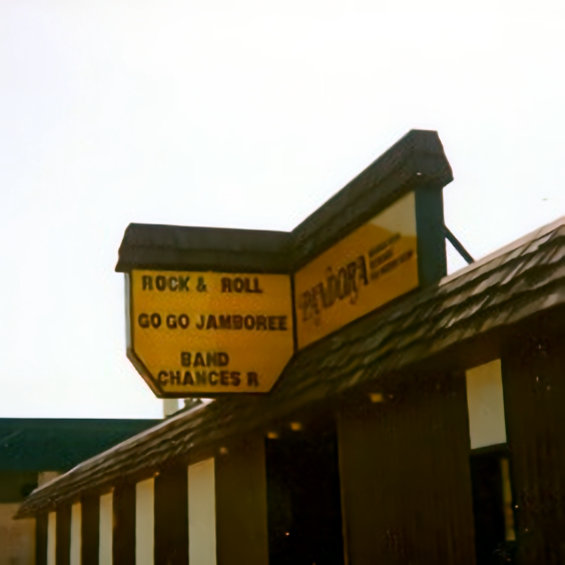 ROCK & ROLL
GO GO JAMBOREE
BAND
CHANCES R
PANDORA